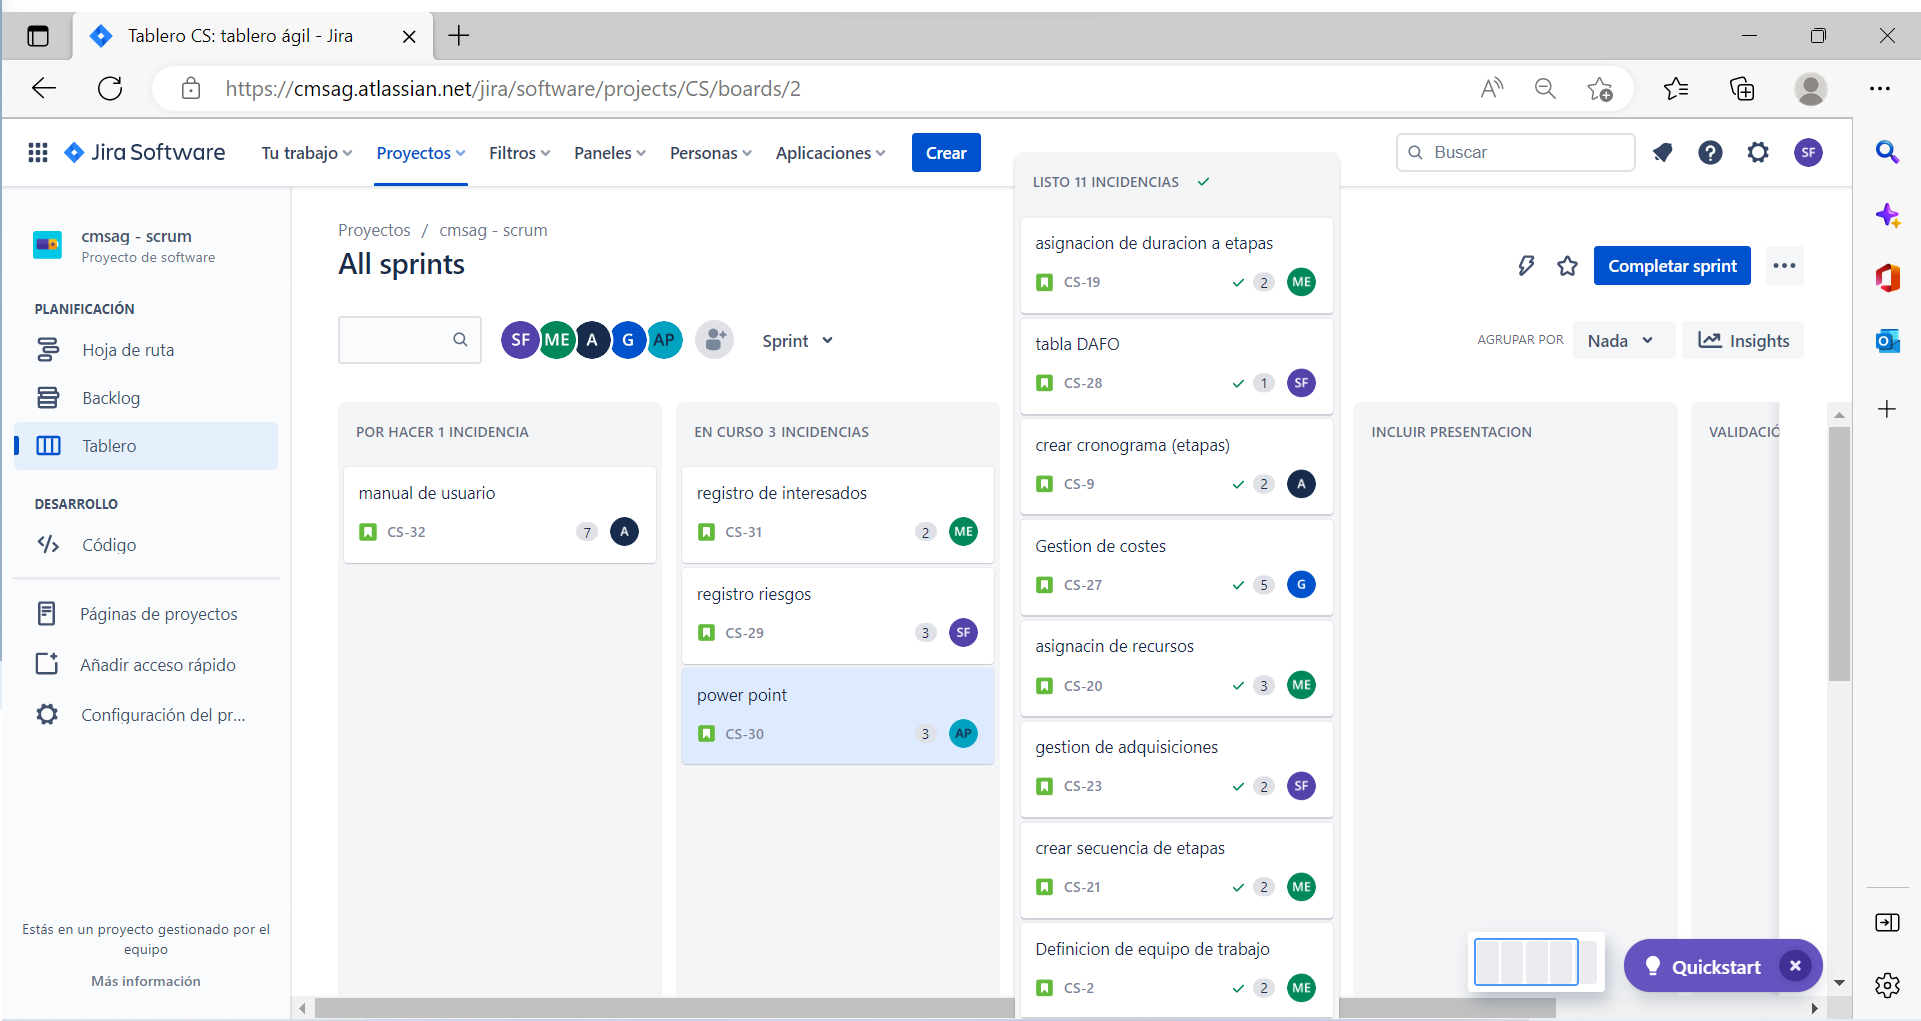 Tablero CS: tablero ágil - Jira
https://cmsag.atlassian.net/jira/software/projects/CS/boards/2
Jira Software
Tu trabajo
Proyectos
Filtros
Paneles
Personas
Aplicaciones
Crear
Buscar
SF
cmsag - scrum
Proyecto de software
PLANIFICACIÓN
Hoja de ruta
Backlog
Tablero
DESARROLLO
Código
Páginas de proyectos
Añadir acceso rápido
Configuración del pr...
Estás en un proyecto gestionado por el
equipo
Más información
Proyectos / cmsag - scrum
All sprints
Completar sprint
SF ME A G AP
Sprint
AGRUPAR POR
Nada
Insights
POR HACER 1 INCIDENCIA
manual de usuario
CS-32 7 A
EN CURSO 3 INCIDENCIAS
registro de interesados
CS-31 2 ME
registro riesgos
CS-29 3 SF
power point
CS-30 3 AP
LISTO 11 INCIDENCIAS
asignacion de duracion a etapas
CS-19 2 ME
tabla DAFO
CS-28 1 SF
crear cronograma (etapas)
CS-9 2 A
Gestion de costes
CS-27 5 G
asignacin de recursos
CS-20 3 ME
gestion de adquisiciones
CS-23 2 SF
crear secuencia de etapas
CS-21 2 ME
Definicion de equipo de trabajo
CS-2 2 ME
INCLUIR PRESENTACION
VALIDACIÓ
Quickstart